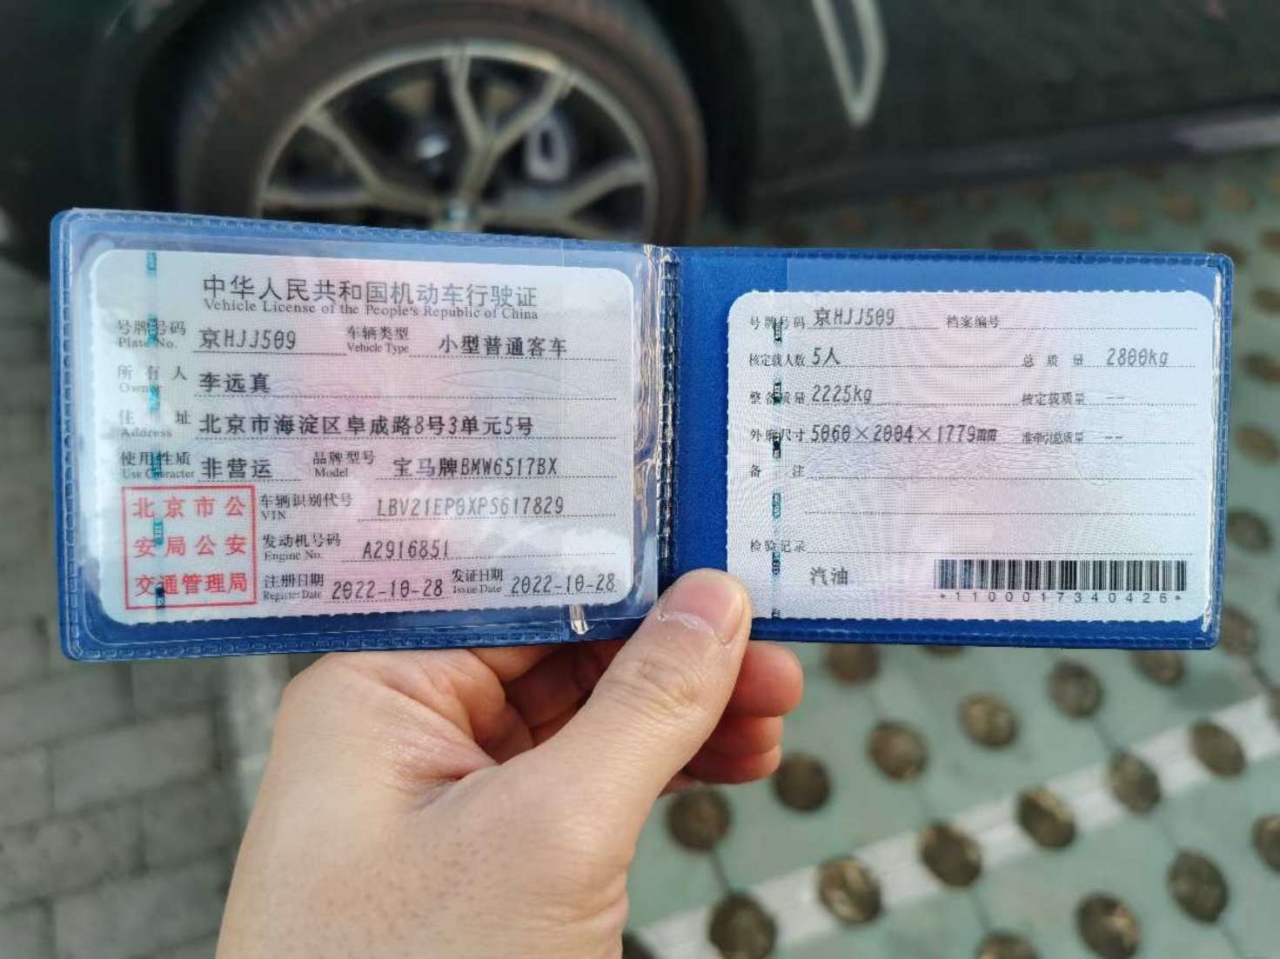 中华人民共和国机动车行驶证
Vehicle License of the People's Republic of China
号牌号码 京HJJ509 车辆类型 小型普通客车
Plate No. Vehicle Type
所有人 李远真
Owner
住址 北京市海淀区阜成路8号3单元5号
Address
使用性质 非营运 品牌型号 宝马牌BMW6517BX
Use Character Model
北京市公
安局公安
交通管理局
车辆识别代号 LBV21EP0XPS617829
VIN
发动机号码 A2916851
Engine No.
注册日期 2022-10-28 发证日期 2022-10-28
Register Date Issue Date
号牌号码 京HJJ509 档案编号
核定载人数 5人 总质量 2800kg
整备质量 2225kg 核定载质量 --
外廓尺寸 5060×2004×1779mm 准牵引总质量 --
备注
检验记录
汽油
*1100017340426*